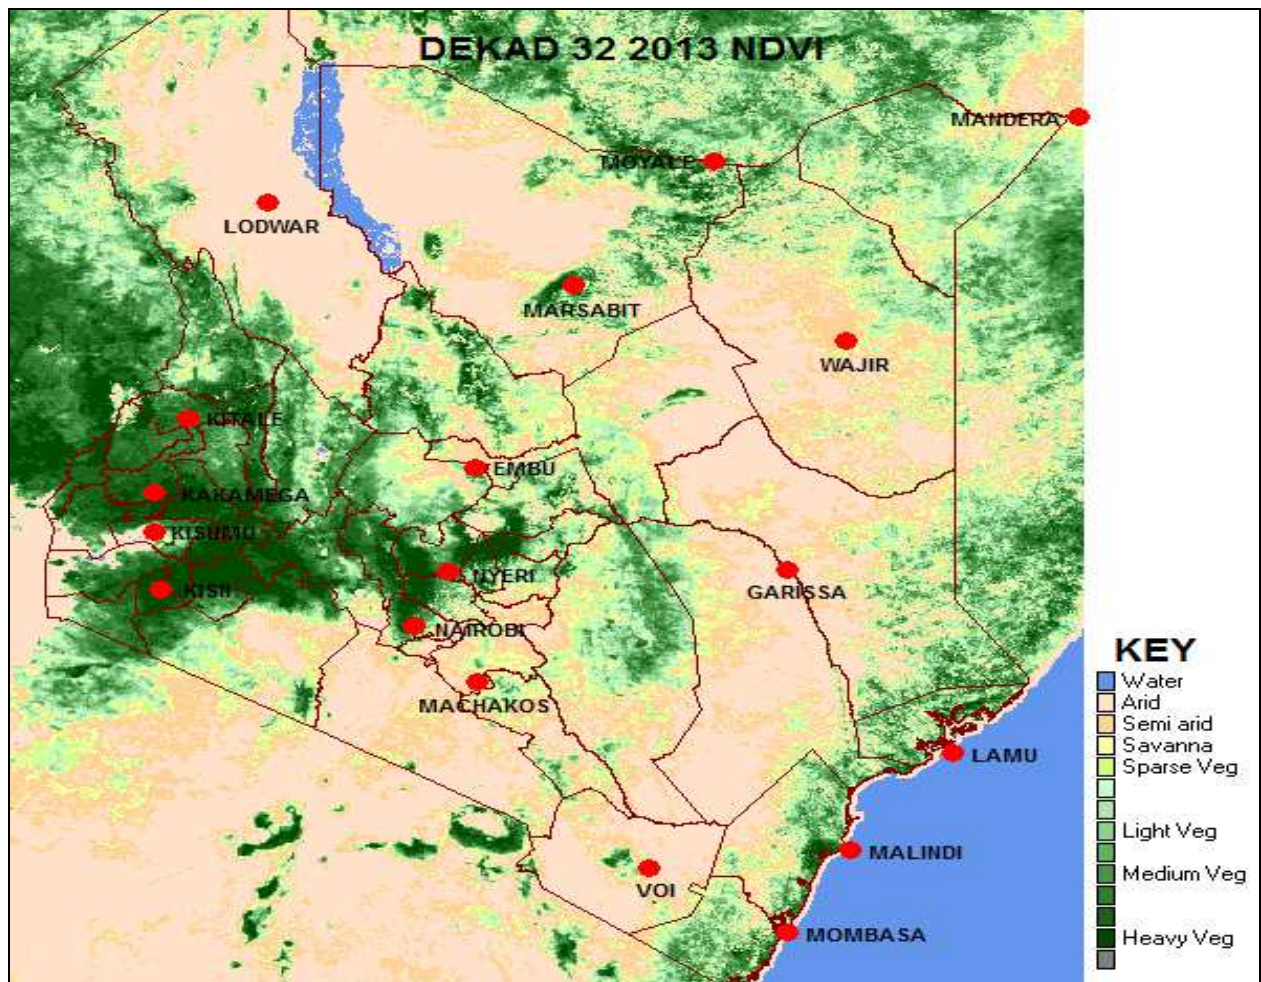 DEKAD 32 2013 NDVI
MANDERA
MOYALE
LODWAR
MARSABIT
WAJIR
KITALE
EMBU
KAKAMEGA
KISUMU
NYERI
KISII
GARISSA
NAIROBI
MACHAKOS
LAMU
MALINDI
VOI
MOMBASA
KEY
Water
Arid
Semi arid
Savanna
Sparse Veg
Light Veg
Medium Veg
Heavy Veg